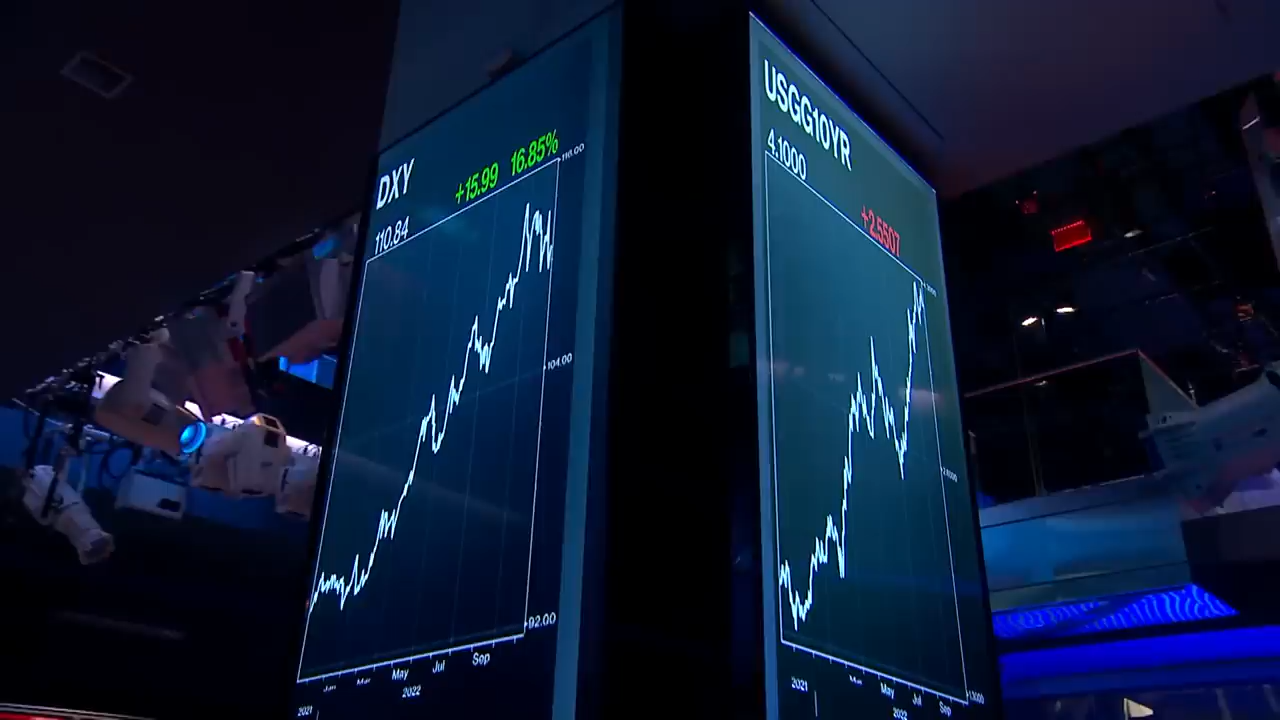 DXY
+15.99 16.85%
110.84
116.00
104.00
92.00
May
Jul
Sep
2022
2021
USGG10YR
4.1000
+2.5507
2021
May
Jul
Sep
2022